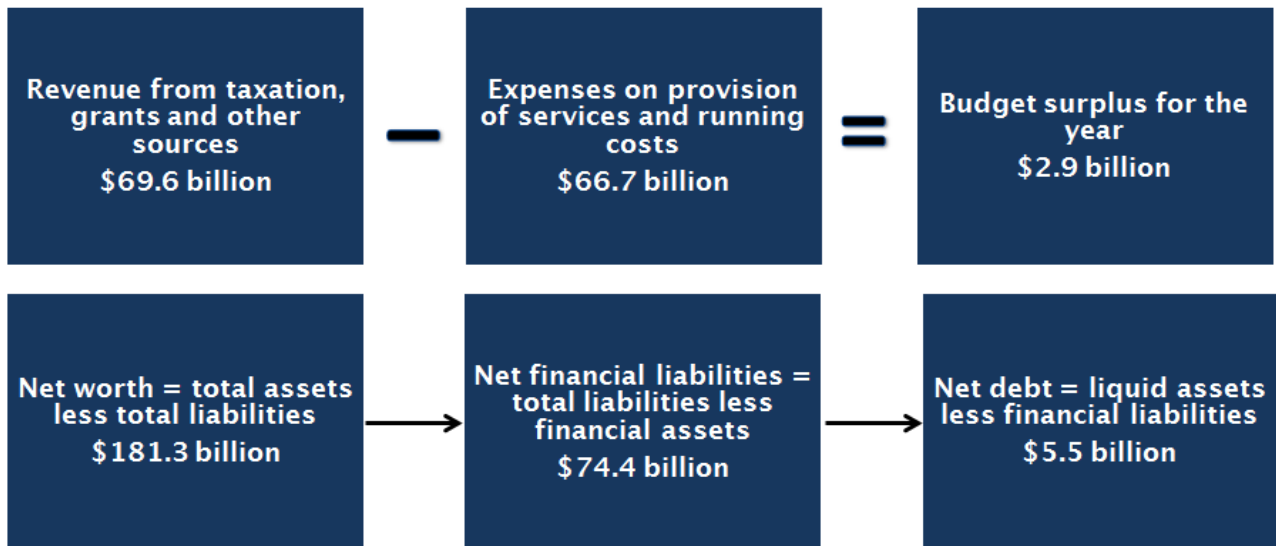 Revenue from taxation,
grants and other
sources
$69.6 billion
Expenses on provision
of services and running
costs
$66.7 billion
Budget surplus for the
year
$2.9 billion
Net worth = total assets
less total liabilities
$181.3 billion
Net financial liabilities =
total liabilities less
financial assets
$74.4 billion
Net debt = liquid assets
less financial liabilities
$5.5 billion